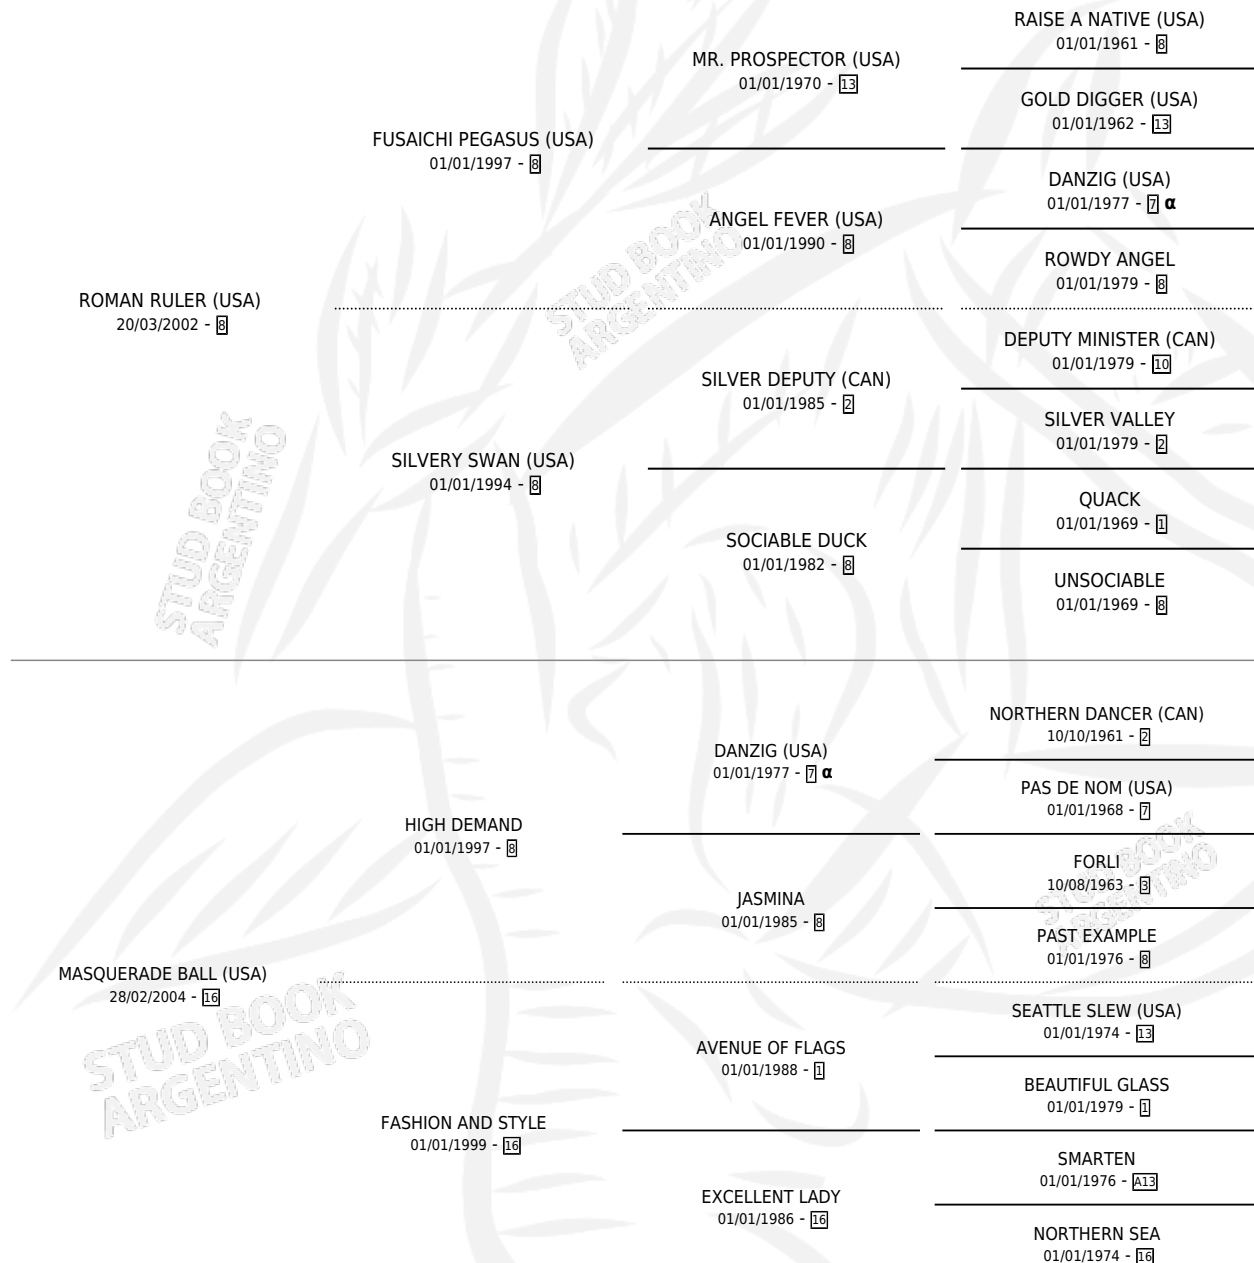 RAISE A NATIVE (USA)
01/01/1961 - 8
MR. PROSPECTOR (USA)
01/01/1970 - 13
GOLD DIGGER (USA)
01/01/1962 - 13
FUSAICHI PEGASUS (USA)
01/01/1997 - 8
DANZIG (USA)
01/01/1977 - 7 α
ANGEL FEVER (USA)
01/01/1990 - 8
ROWDY ANGEL
01/01/1979 - 8
ROMAN RULER (USA)
20/03/2002 - 8
DEPUTY MINISTER (CAN)
01/01/1979 - 10
SILVER DEPUTY (CAN)
01/01/1985 - 2
SILVER VALLEY
01/01/1979 - 2
SILVERY SWAN (USA)
01/01/1994 - 8
QUACK
01/01/1969 - 1
SOCIABLE DUCK
01/01/1982 - 8
UNSOCIABLE
01/01/1969 - 8
STUD BOOK
ARGENTINO
STUD BOOK
ARGENTINO
NORTHERN DANCER (CAN)
10/10/1961 - 2
DANZIG (USA)
01/01/1977 - 7 α
PAS DE NOM (USA)
01/01/1968 - 7
HIGH DEMAND
01/01/1997 - 8
FORLI
10/08/1963 - 3
JASMINA
01/01/1985 - 8
PAST EXAMPLE
01/01/1976 - 8
MASQUERADE BALL (USA)
28/02/2004 - 16
SEATTLE SLEW (USA)
01/01/1974 - 13
AVENUE OF FLAGS
01/01/1988 - 1
BEAUTIFUL GLASS
01/01/1979 - 1
FASHION AND STYLE
01/01/1999 - 16
SMARTEN
01/01/1976 - A13
EXCELLENT LADY
01/01/1986 - 16
NORTHERN SEA
01/01/1974 - 16
STUD BOOK
ARGENTINO
STUD BOOK
ARGENTINO